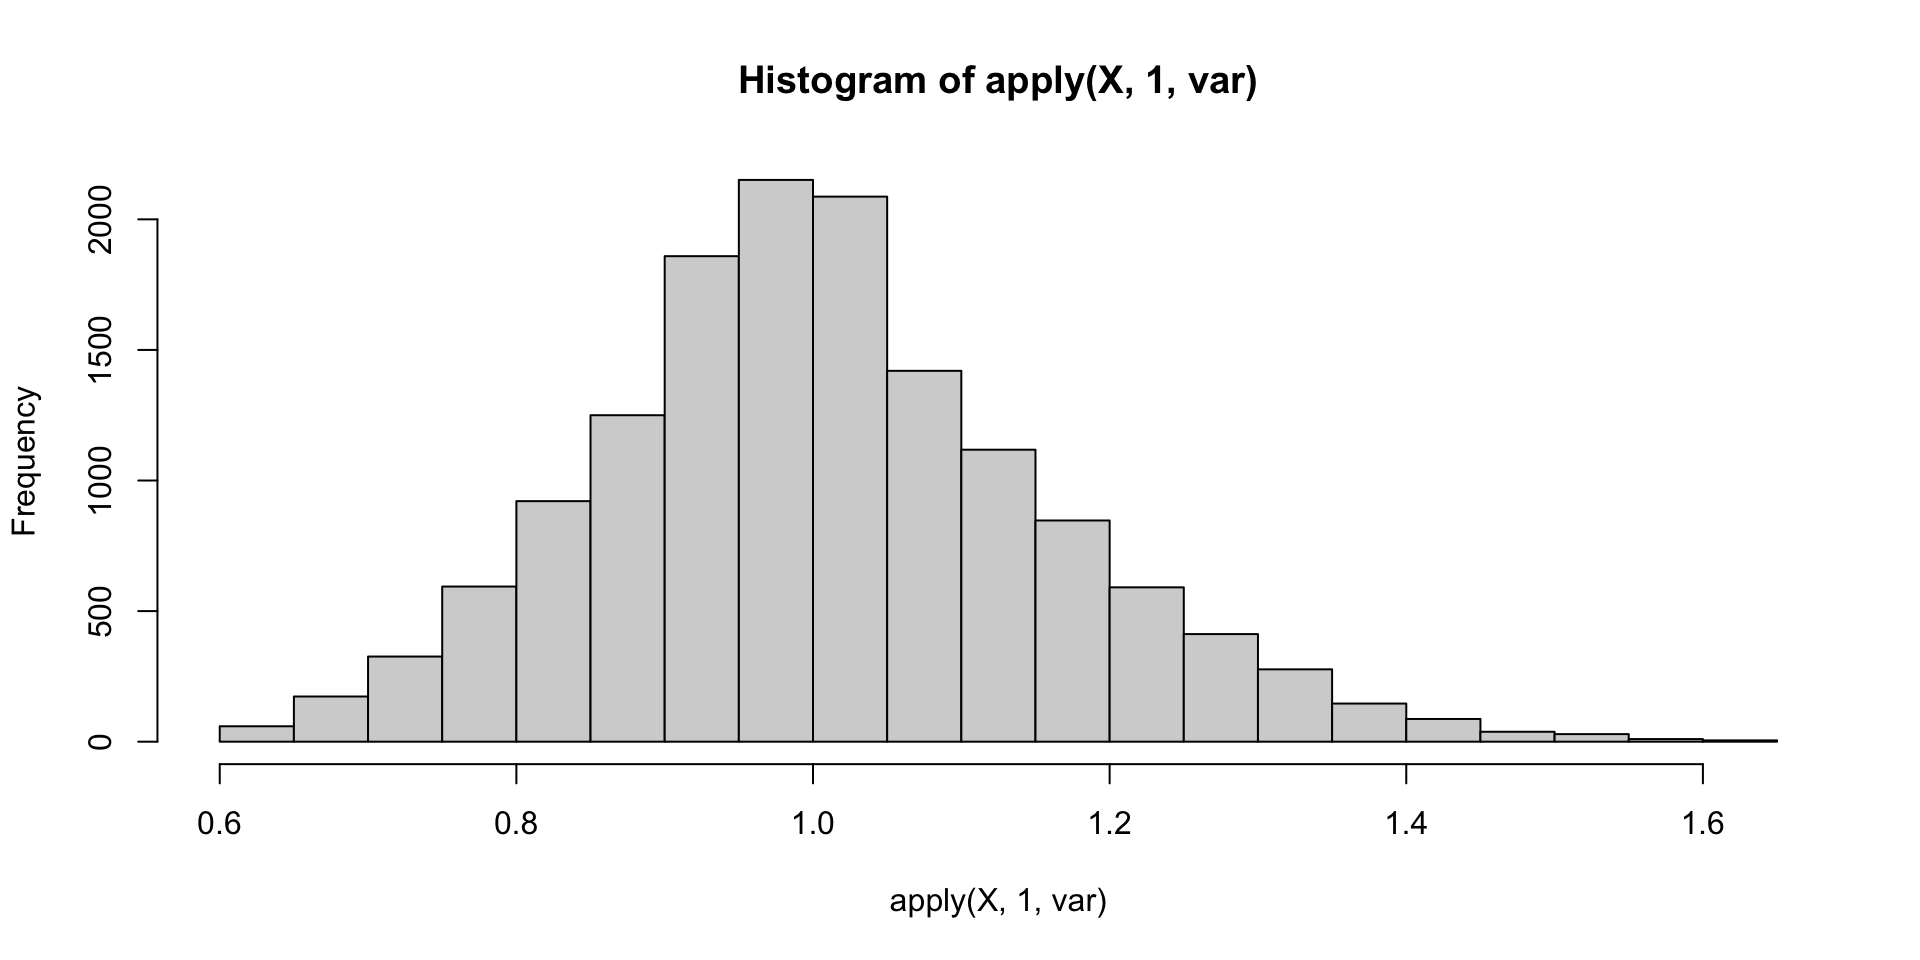 Histogram of apply(X, 1, var)
Frequency
2000
1500
1000
500
0
0.6 0.8 1.0 1.2 1.4 1.6
apply(X, 1, var)